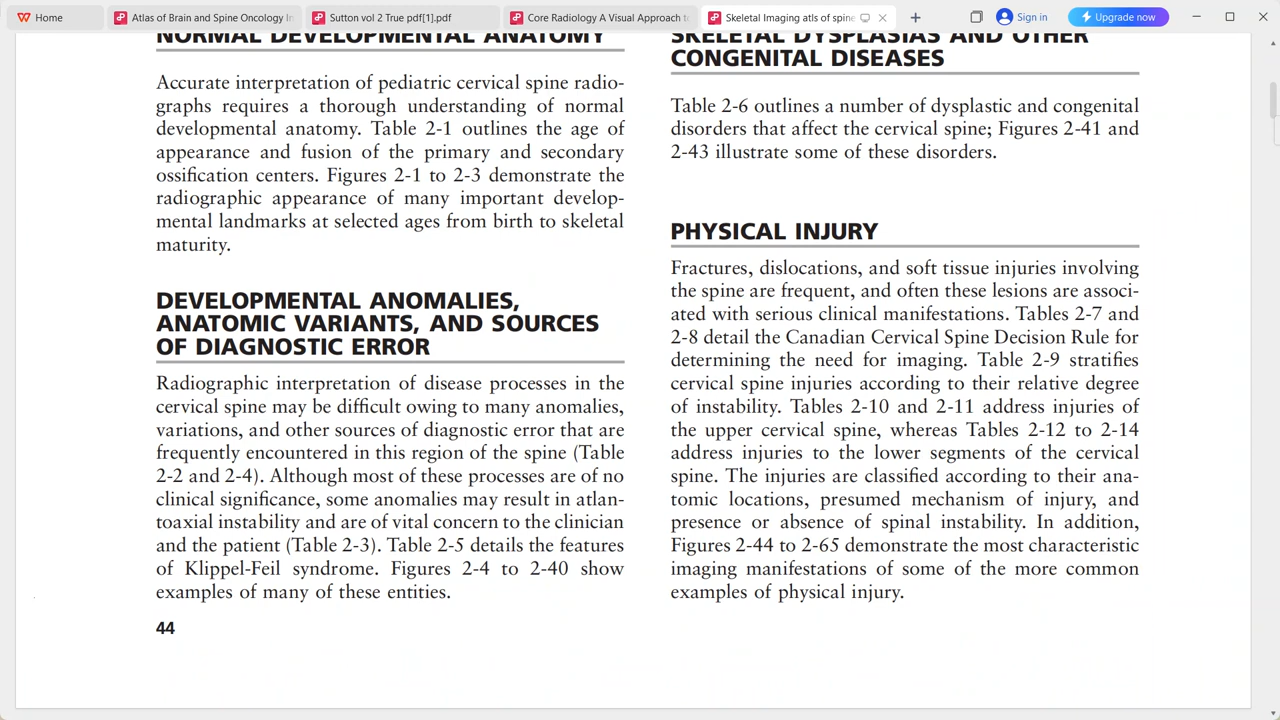 Home
Atlas of Brain and Spine Oncology I
Sutton vol 2 True pdf[1].pdf
Core Radiology A Visual Approach to
Skeletal Imaging atls of spine
Sign in
Upgrade now
NORMAL DEVELOPMENTAL ANATOMY
Accurate interpretation of pediatric cervical spine radio-
graphs requires a thorough understanding of normal
developmental anatomy. Table 2-1 outlines the age of
appearance and fusion of the primary and secondary
ossification centers. Figures 2-1 to 2-3 demonstrate the
radiographic appearance of many important develop-
mental landmarks at selected ages from birth to skeletal
maturity.
DEVELOPMENTAL ANOMALIES,
ANATOMIC VARIANTS, AND SOURCES
OF DIAGNOSTIC ERROR
Radiographic interpretation of disease processes in the
cervical spine may be difficult owing to many anomalies,
variations, and other sources of diagnostic error that are
frequently encountered in this region of the spine (Table
2-2 and 2-4). Although most of these processes are of no
clinical significance, some anomalies may result in atlan-
toaxial instability and are of vital concern to the clinician
and the patient (Table 2-3). Table 2-5 details the features
of Klippel-Feil syndrome. Figures 2-4 to 2-40 show
examples of many of these entities.
44
SKELETAL DYSPLASIAS AND OTHER
CONGENITAL DISEASES
Table 2-6 outlines a number of dysplastic and congenital
disorders that affect the cervical spine; Figures 2-41 and
2-43 illustrate some of these disorders.
PHYSICAL INJURY
Fractures, dislocations, and soft tissue injuries involving
the spine are frequent, and often these lesions are associ-
ated with serious clinical manifestations. Tables 2-7 and
2-8 detail the Canadian Cervical Spine Decision Rule for
determining the need for imaging. Table 2-9 stratifies
cervical spine injuries according to their relative degree
of instability. Tables 2-10 and 2-11 address injuries of
the upper cervical spine, whereas Tables 2-12 to 2-14
address injuries to the lower segments of the cervical
spine. The injuries are classified according to their ana-
tomic locations, presumed mechanism of injury, and
presence or absence of spinal instability. In addition,
Figures 2-44 to 2-65 demonstrate the most characteristic
imaging manifestations of some of the more common
examples of physical injury.